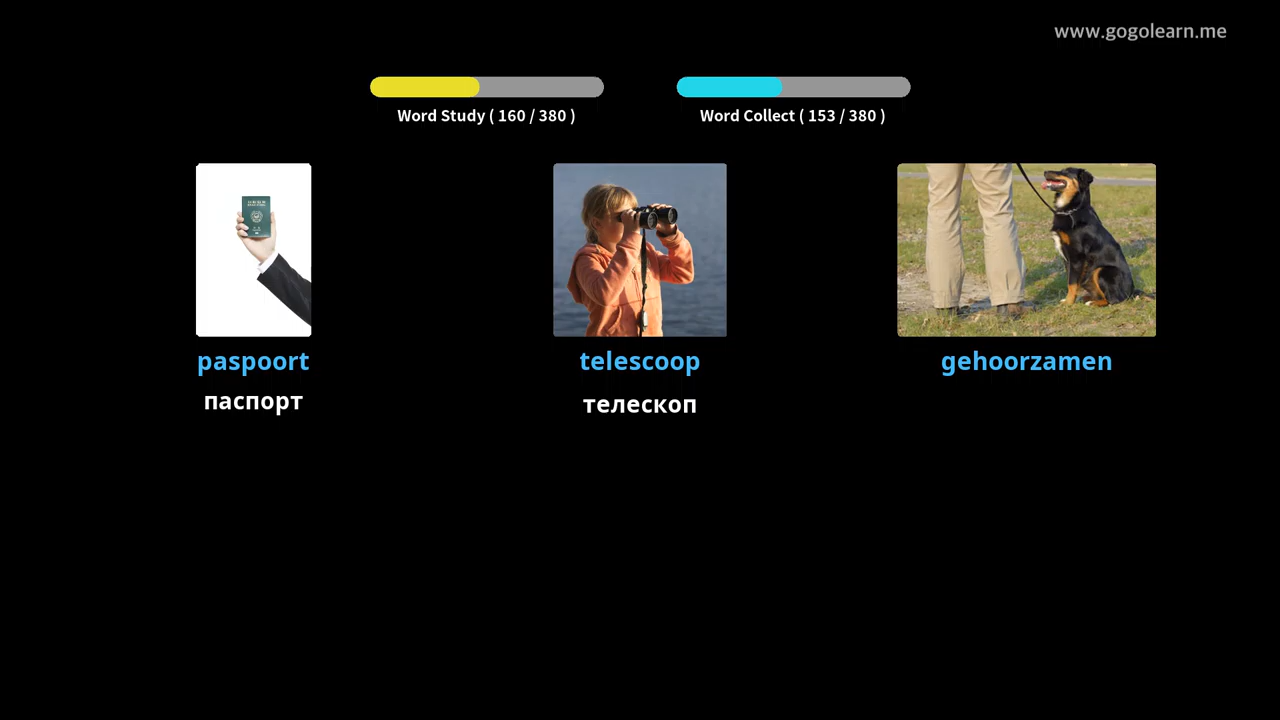 www.gogolearn.me
Word Study ( 160 / 380 )
Word Collect ( 153 / 380 )
paspoort
telescoop
gehoorzamen
паспорт
телескоп